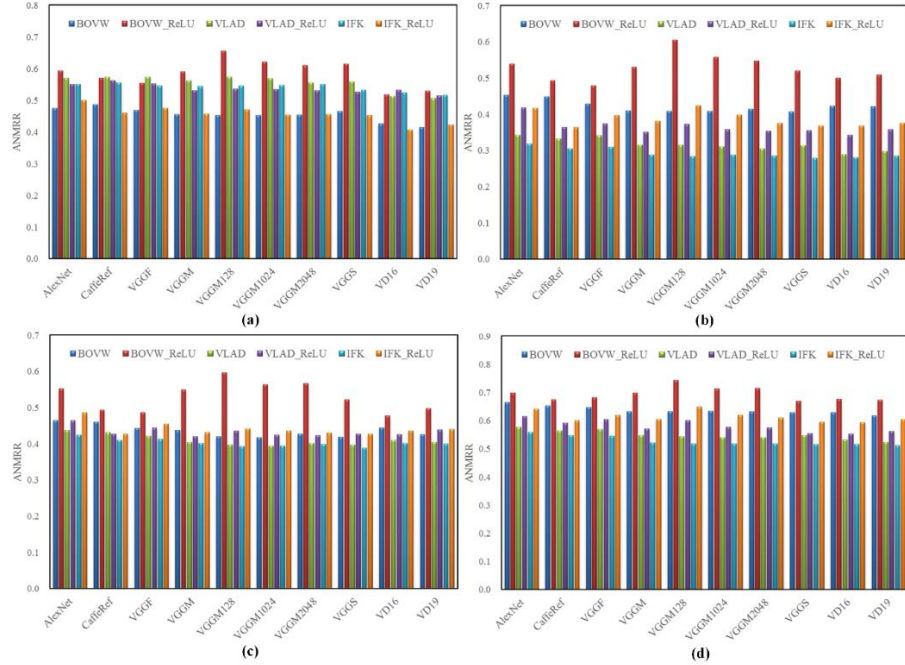 BOVW BOVW_ReLU VLAD VLAD_ReLU IFK IFK_ReLU
0.8
0.7
0.6
0.5
0.4
0.3
0.2
0.1
0.0
ANMRR
AlexNet CaffeRef VGGF VGGM VGGM128 VGGM1024 VGGM2048 VGGS VD16 VD19
(a)
BOVW BOVW_ReLU VLAD VLAD_ReLU IFK IFK_ReLU
0.7
0.6
0.5
0.4
0.3
0.2
0.1
0.0
ANMRR
AlexNet CaffeRef VGGF VGGM VGGM128 VGGM1024 VGGM2048 VGGS VD16 VD19
(b)
BOVW BOVW_ReLU VLAD VLAD_ReLU IFK IFK_ReLU
0.7
0.6
0.5
0.4
0.3
0.2
0.1
0.0
ANMRR
AlexNet CaffeRef VGGF VGGM VGGM128 VGGM1024 VGGM2048 VGGS VD16 VD19
(c)
BOVW BOVW_ReLU VLAD VLAD_ReLU IFK IFK_ReLU
0.9
0.8
0.7
0.6
0.5
0.4
0.3
0.2
0.1
0.0
ANMRR
AlexNet CaffeRef VGGF VGGM VGGM128 VGGM1024 VGGM2048 VGGS VD16 VD19
(d)